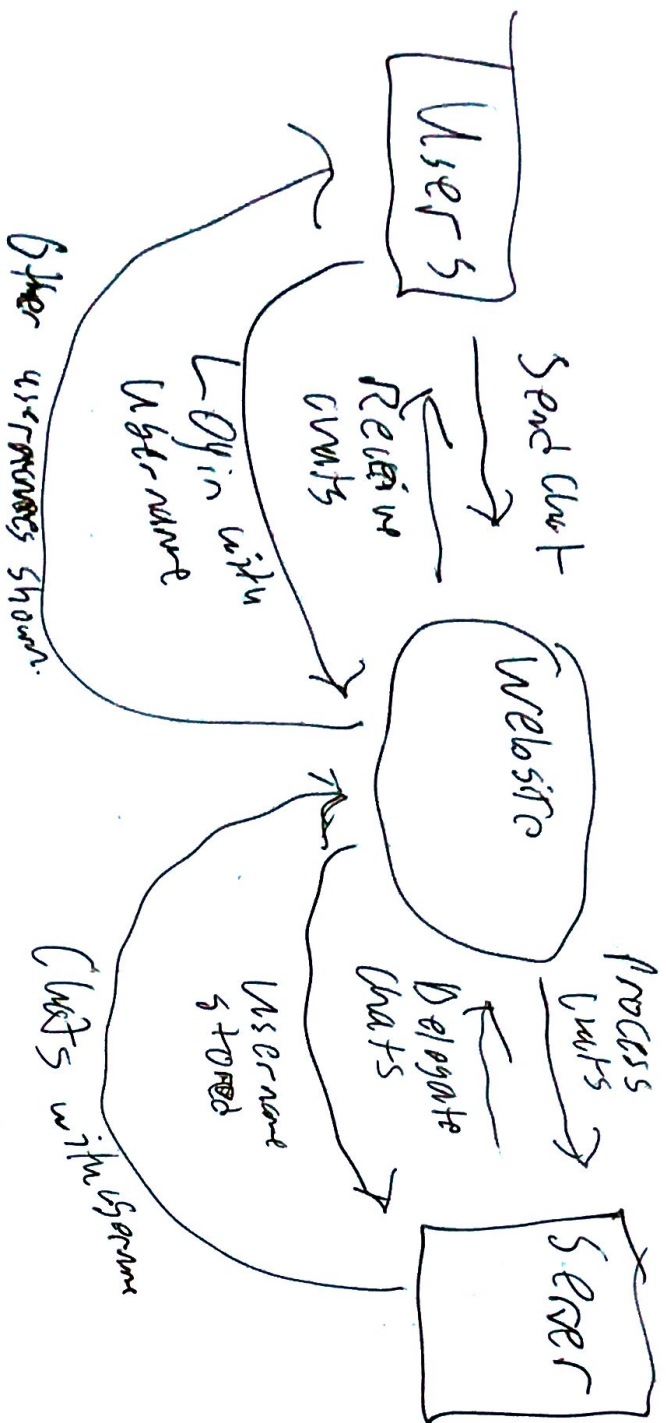 Users
Send Chat
Receive
chats
Login with
Username
Other usernames shown.
Website
Process
chats
Delegate
Chats
Username
stored
Chats with username
Server